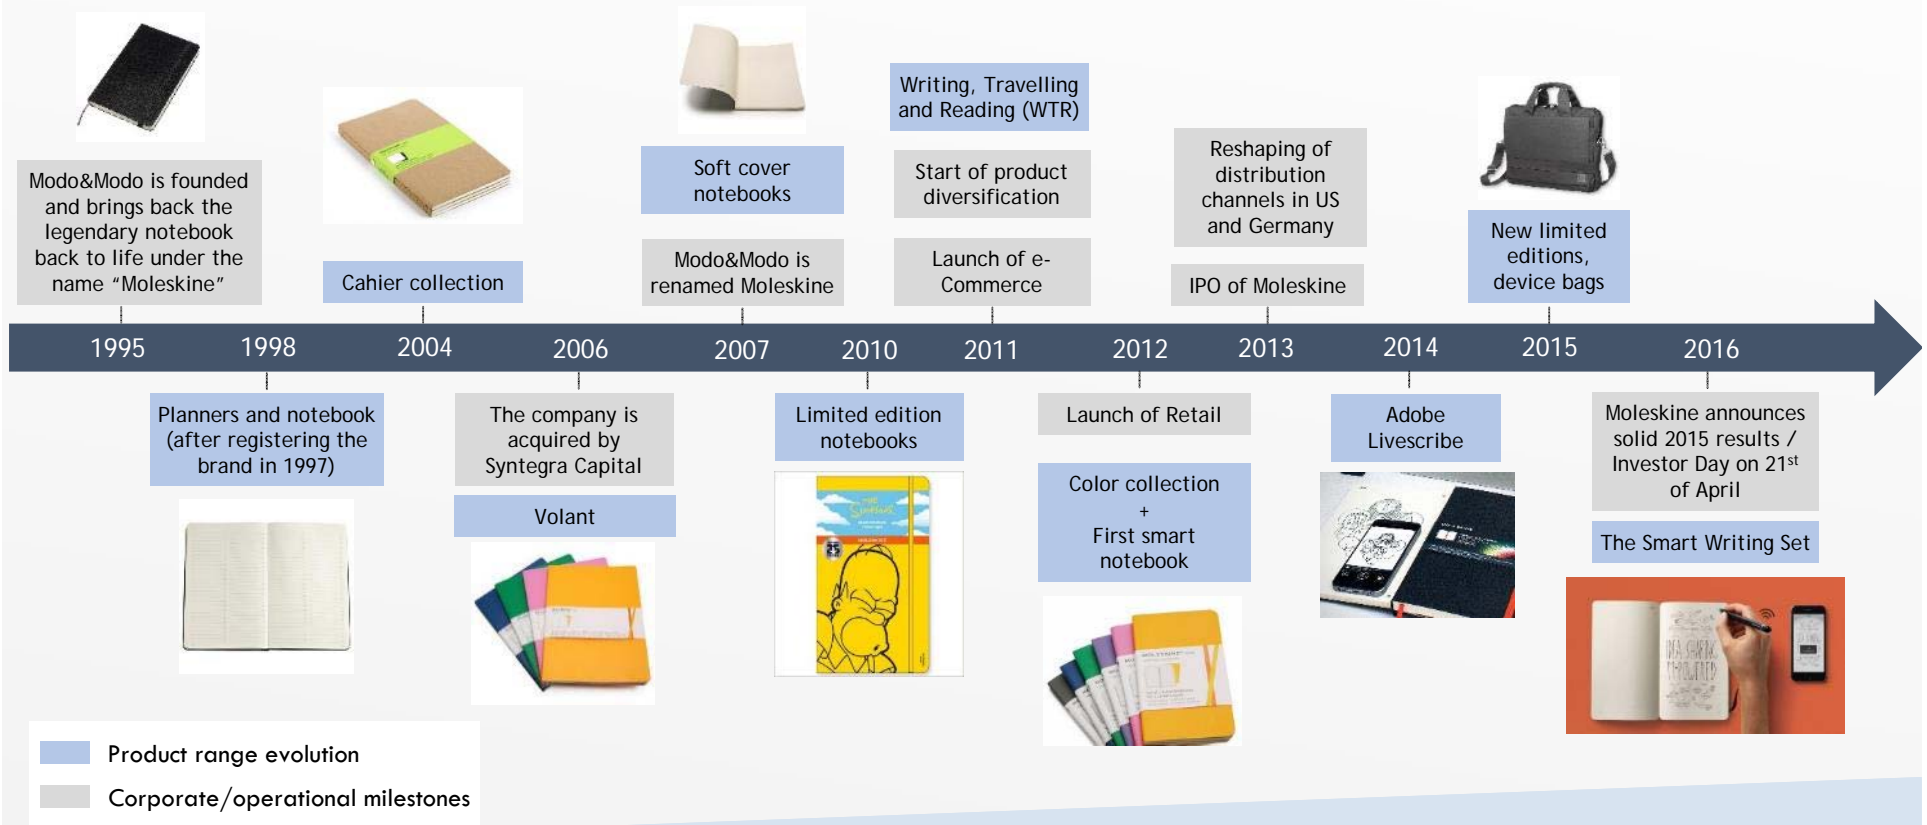 Modo&Modo is founded
and brings back the
legendary notebook
back to life under the
name “Moleskine”
Cahier collection
Soft cover
notebooks
Modo&Modo is
renamed Moleskine
Writing, Travelling
and Reading (WTR)
Start of product
diversification
Launch of e-
Commerce
Reshaping of
distribution
channels in US
and Germany
IPO of Moleskine
New limited
editions,
device bags
1995
1998
2004
2006
2007
2010
2011
2012
2013
2014
2015
2016
Planners and notebook
(after registering the
brand in 1997)
The company is
acquired by
Syntegra Capital
Volant
Limited edition
notebooks
Launch of Retail
Color collection
+
First smart
notebook
Adobe
Livescribe
Moleskine announces
solid 2015 results /
Investor Day on 21st
of April
The Smart Writing Set
Simpsons
25
IDEA SHARING
EMPOWERED
Product range evolution
Corporate/operational milestones